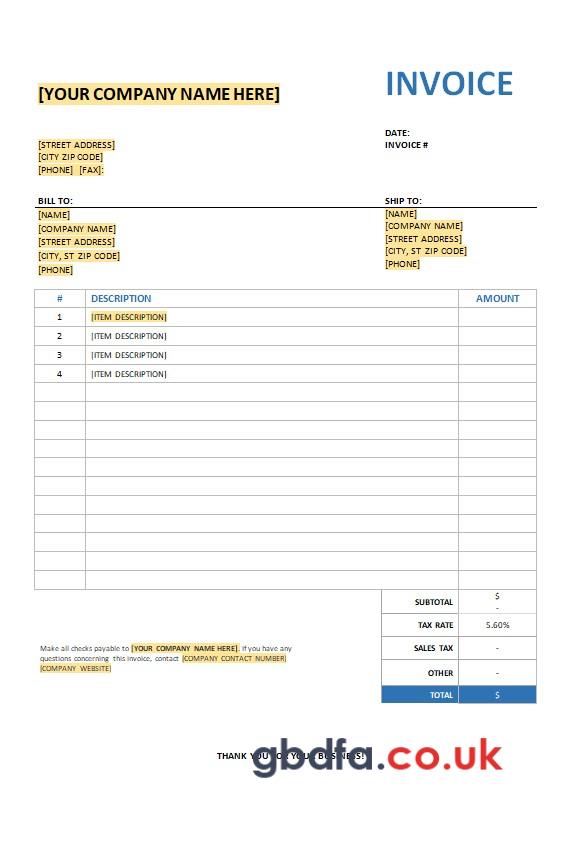 INVOICE
[YOUR COMPANY NAME HERE]
DATE:
INVOICE #
[STREET ADDRESS]
[CITY ZIP CODE]
[PHONE] [FAX]:
BILL TO: SHIP TO:
[NAME] [NAME]
[COMPANY NAME] [COMPANY NAME]
[STREET ADDRESS] [STREET ADDRESS]
[CITY, ST ZIP CODE] [CITY, ST ZIP CODE]
[PHONE] [PHONE]
# DESCRIPTION AMOUNT
1 [ITEM DESCRIPTION]
2 [ITEM DESCRIPTION]
3 [ITEM DESCRIPTION]
4 [ITEM DESCRIPTION]
SUBTOTAL $ -
TAX RATE 5.60%
SALES TAX -
OTHER -
TOTAL $
Make all checks payable to [YOUR COMPANY NAME HERE]. If you have any
questions concerning this invoice, contact [COMPANY CONTACT NUMBER]
[COMPANY WEBSITE]
THANK YOU FOR YOUR BUSINESS!
gbdfa.co.uk